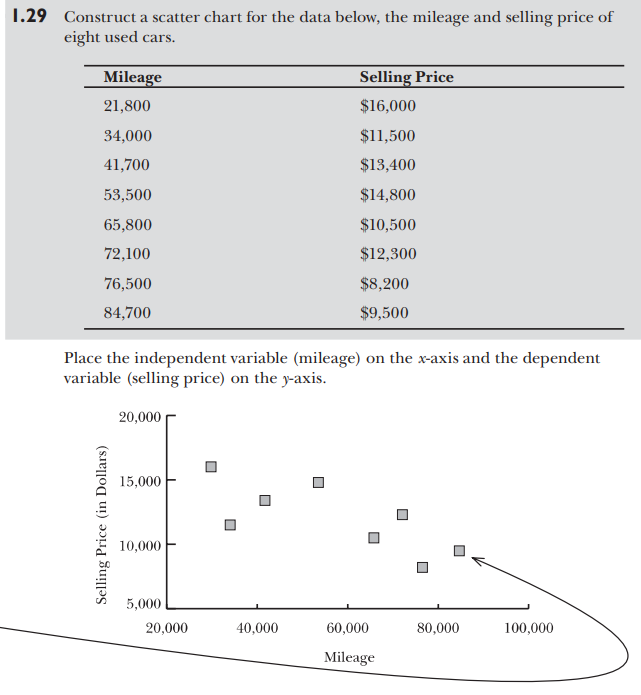 1.29 Construct a scatter chart for the data below, the mileage and selling price of
eight used cars.
Mileage Selling Price
21,800 $16,000
34,000 $11,500
41,700 $13,400
53,500 $14,800
65,800 $10,500
72,100 $12,300
76,500 $8,200
84,700 $9,500
Place the independent variable (mileage) on the x-axis and the dependent
variable (selling price) on the y-axis.
Selling Price (in Dollars)
20,000
15,000
10,000
5,000
20,000 40,000 60,000 80,000 100,000
Mileage